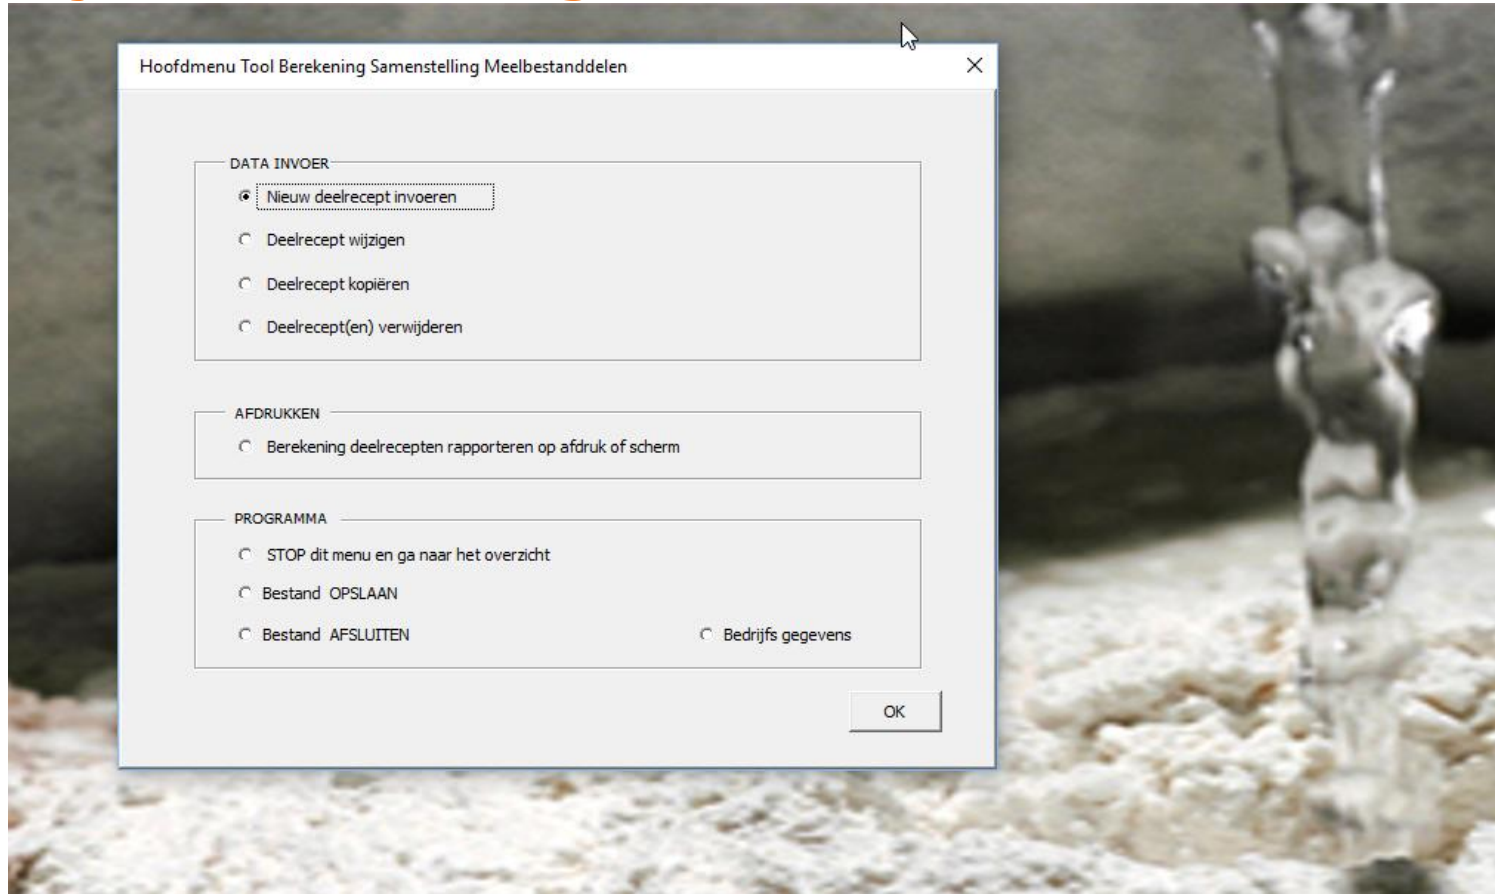 Hoofdmenu Tool Berekening Samenstelling Meelbestanddelen
DATA INVOER
Nieuw deelrecept invoeren
Deelrecept wijzigen
Deelrecept kopiëren
Deelrecept(en) verwijderen
AFDRUKKEN
Berekening deelrecepten rapporteren op afdruk of scherm
PROGRAMMA
STOP dit menu en ga naar het overzicht
Bestand OPSLAAN
Bestand AFSLUITEN
Bedrijfs gegevens
OK